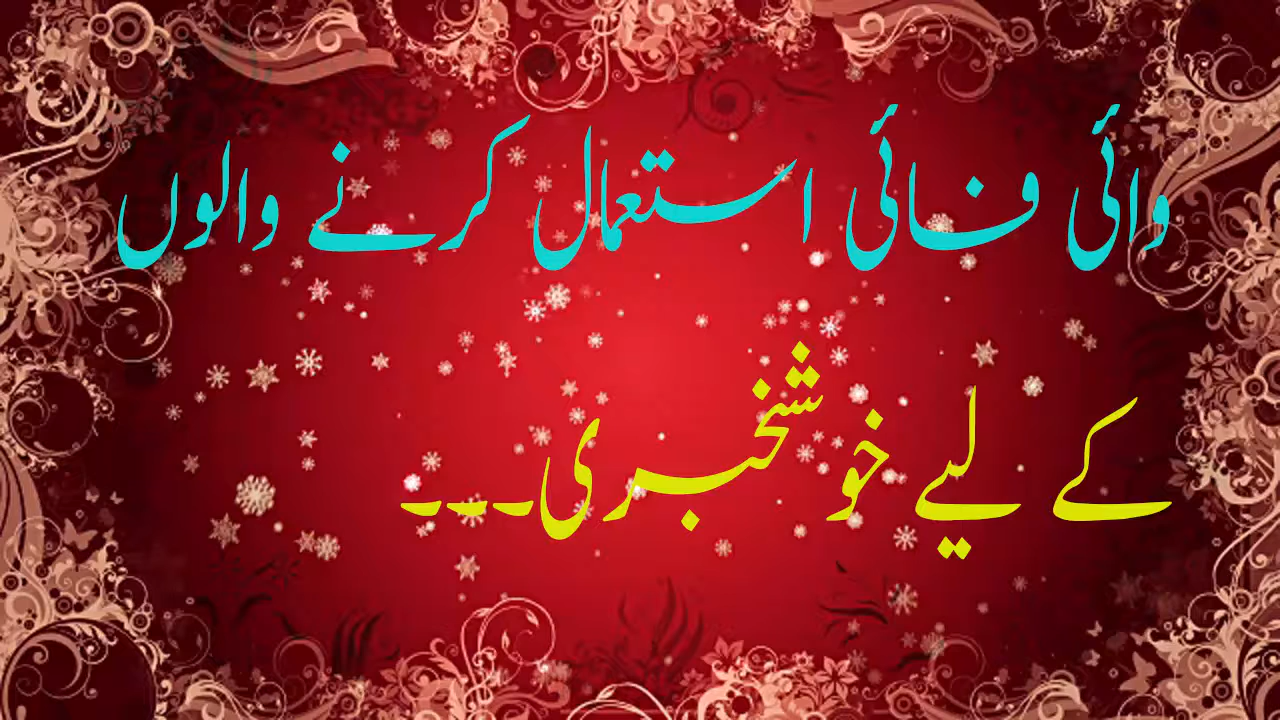 وائی فائی استعمال کرنے والوں
کے لیے خوشخبری۔۔۔